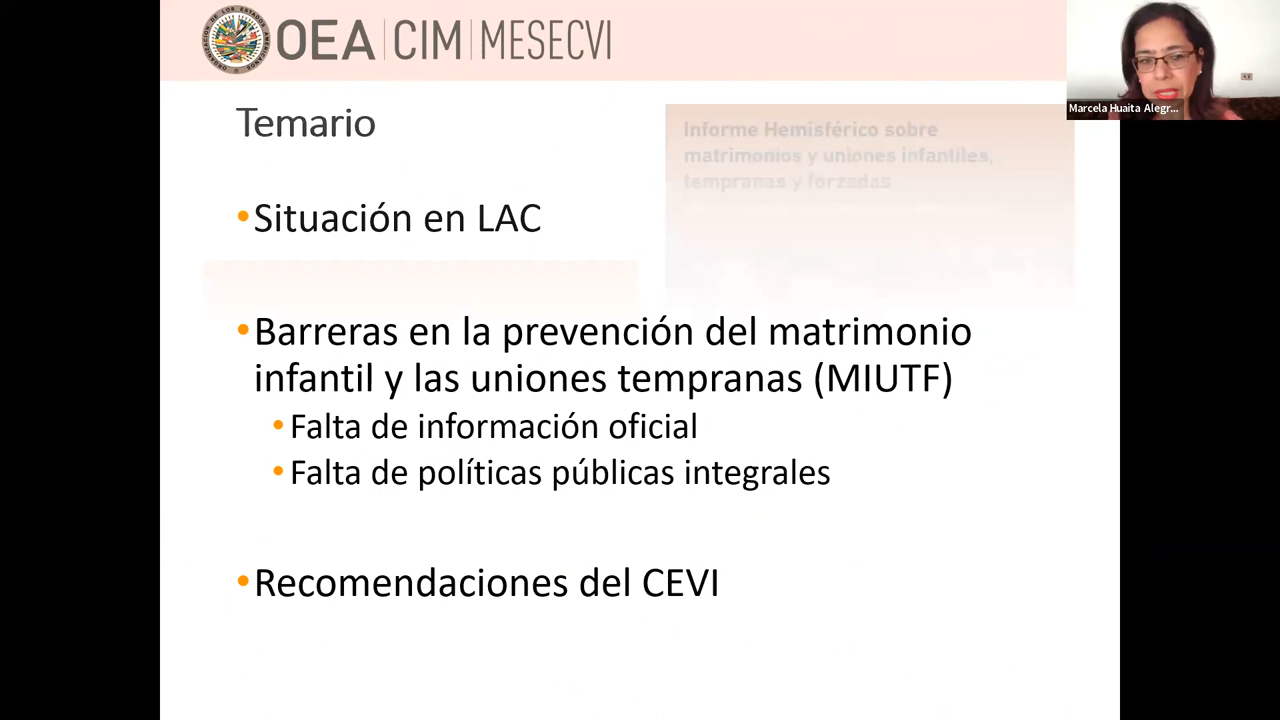 OEA CIM MESECVI
Marcela Huaita Alegr...
Temario
Informe Hemisférico sobre
matrimonios y uniones infantiles,
tempranas y forzadas
•Situación en LAC
•Barreras en la prevención del matrimonio
infantil y las uniones tempranas (MIUTF)
•Falta de información oficial
•Falta de políticas públicas integrales
•Recomendaciones del CEVI